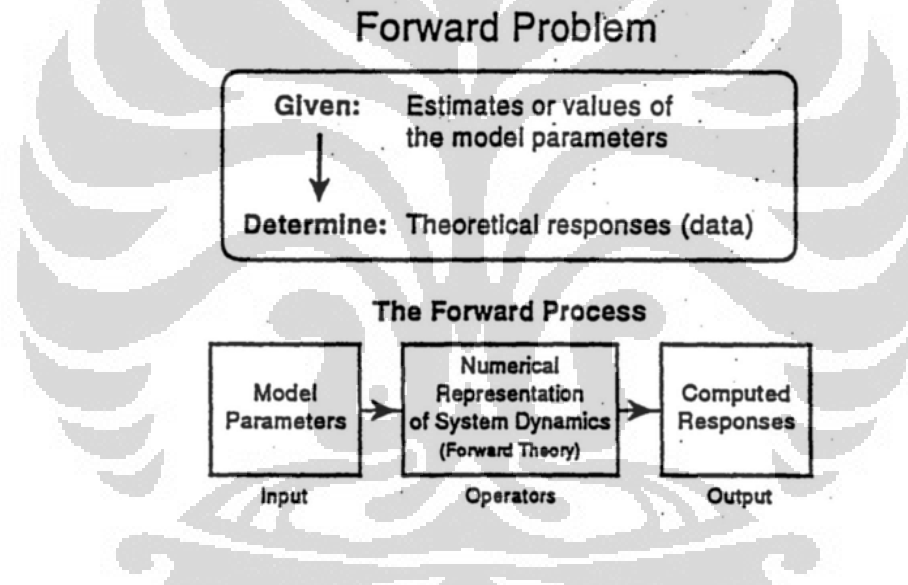 Forward Problem
Given: Estimates or values of
the model parameters
Determine: Theoretical responses (data)
The Forward Process
Model
Parameters
Numerical
Representation
of System Dynamics
(Forward Theory)
Computed
Responses
Input
Operators
Output